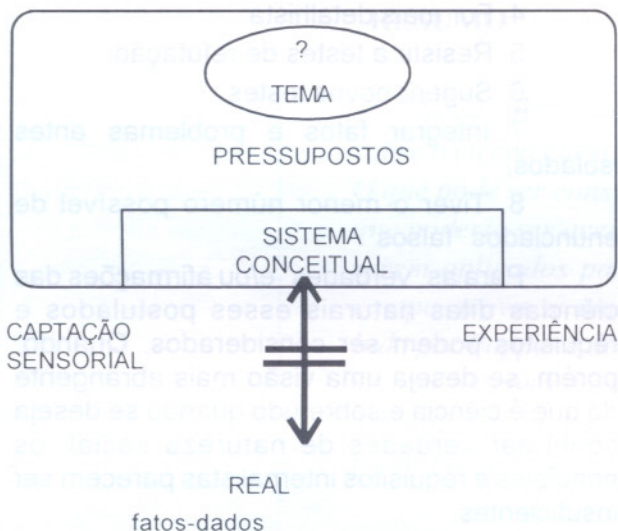 ?
TEMA
PRESSUPOSTOS
SISTEMA
CONCEITUAL
CAPTAÇÃO
SENSORIAL
EXPERIÊNCIA
REAL
fatos-dados